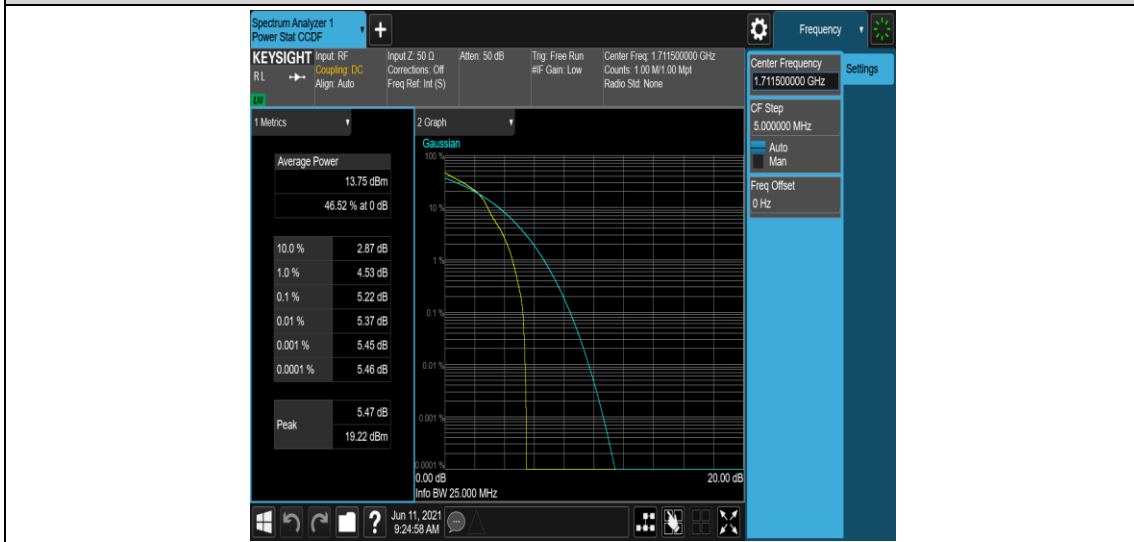 Spectrum Analyzer 1
Power Stat CCDF
+
Frequency
KEYSIGHT
RL
LXI
Input: RF
Coupling: DC
Align: Auto
Input Z: 50 Ω
Corrections: Off
Freq Ref: Int (S)
Atten: 50 dB
Trig: Free Run
#IF Gain: Low
Center Freq: 1.711500000 GHz
Counts: 1.00 M/1.00 Mpt
Radio Std: None
Center Frequency
1.711500000 GHz
Settings
CF Step
5.000000 MHz
Auto
Man
Freq Offset
0 Hz
1 Metrics
Average Power
13.75 dBm
46.52 % at 0 dB
10.0 % 2.87 dB
1.0 % 4.53 dB
0.1 % 5.22 dB
0.01 % 5.37 dB
0.001 % 5.45 dB
0.0001 % 5.46 dB
Peak 5.47 dB
19.22 dBm
2 Graph
Gaussian
100 %
10 %
1 %
0.1 %
0.01 %
0.001 %
0.0001 %
0.00 dB 20.00 dB
Info BW 25.000 MHz
?
Jun 11, 2021
9:24:58 AM